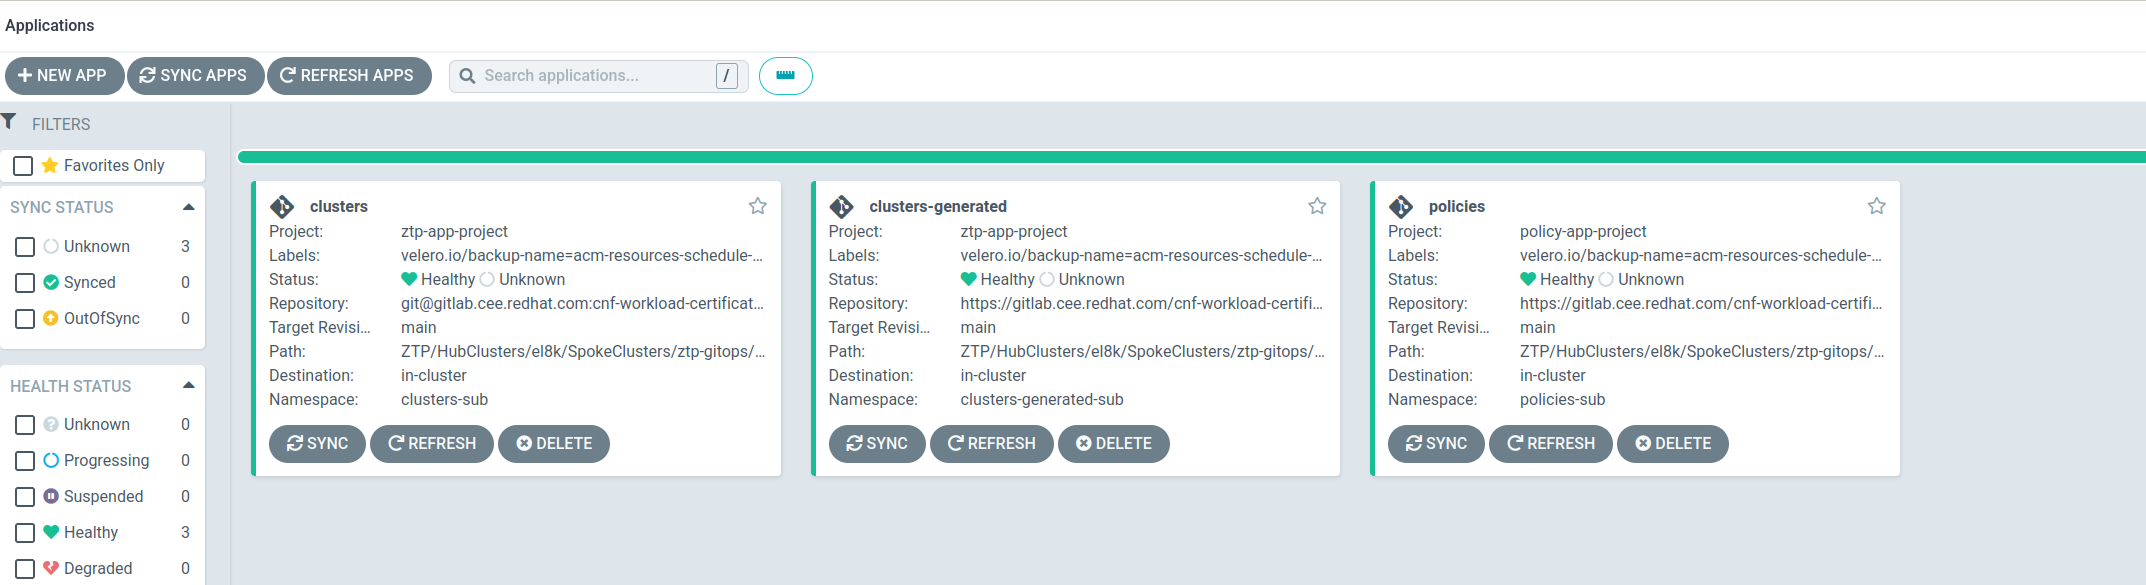 Applications
NEW APP SYNC APPS REFRESH APPS Search applications... /
FILTERS
Favorites Only
SYNC STATUS
Unknown 3
Synced 0
OutOfSync 0
HEALTH STATUS
Unknown 0
Progressing 0
Suspended 0
Healthy 3
Degraded 0
clusters
Project: ztp-app-project
Labels: velero.io/backup-name=acm-resources-schedule-...
Status: Healthy Unknown
Repository: git@gitlab.cee.redhat.com:cnf-workload-certificat...
Target Revisi... main
Path: ZTP/HubClusters/el8k/SpokeClusters/ztp-gitops/...
Destination: in-cluster
Namespace: clusters-sub
SYNC REFRESH DELETE
clusters-generated
Project: ztp-app-project
Labels: velero.io/backup-name=acm-resources-schedule-...
Status: Healthy Unknown
Repository: https://gitlab.cee.redhat.com/cnf-workload-certifi...
Target Revisi... main
Path: ZTP/HubClusters/el8k/SpokeClusters/ztp-gitops/...
Destination: in-cluster
Namespace: clusters-generated-sub
SYNC REFRESH DELETE
policies
Project: policy-app-project
Labels: velero.io/backup-name=acm-resources-schedule-...
Status: Healthy Unknown
Repository: https://gitlab.cee.redhat.com/cnf-workload-certifi...
Target Revisi... main
Path: ZTP/HubClusters/el8k/SpokeClusters/ztp-gitops/...
Destination: in-cluster
Namespace: policies-sub
SYNC REFRESH DELETE